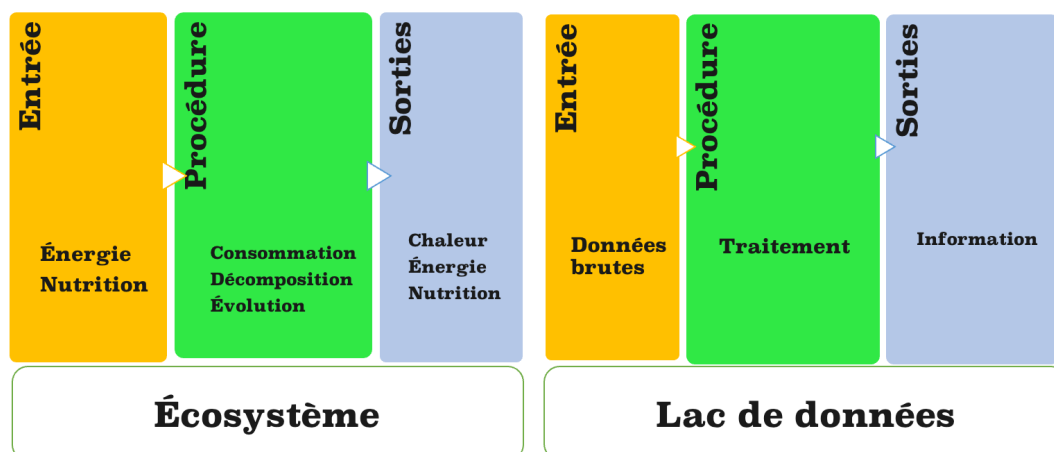 Entrée
Énergie
Nutrition
Procédure
Consommation
Décomposition
Évolution
Sorties
Chaleur
Énergie
Nutrition
Écosystème
Entrée
Données
brutes
Procédure
Traitement
Sorties
Information
Lac de données